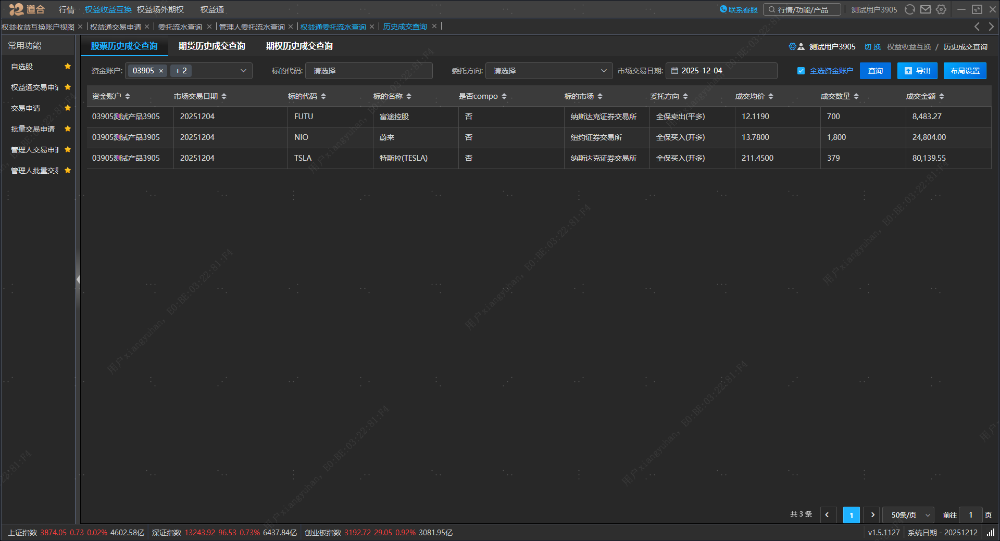 道合 行情 权益收益互换 权益场外期权 权益通 联系客服 行情/功能/产品 测试用户3905
权益收益互换账户视图 × 权益通交易申请 × 委托流水查询 × 管理人委托流水查询 × 权益通委托流水查询 × 历史成交查询 ×
常用功能
自选股
权益通交易申请
交易申请
批量交易申请
管理人交易申请
管理人批量交易
股票历史成交查询 期货历史成交查询 期权历史成交查询 测试用户3905 切换 权益收益互换 / 历史成交查询
资金账户: 03905 × + 2 标的代码: 请选择 委托方向: 请选择 市场交易日期: 2025-12-04 全选资金账户 查询 导出 布局设置
资金账户 市场交易日期 标的代码 标的名称 是否compo 标的市场 委托方向 成交均价 成交数量 成交金额
03905测试产品3905 20251204 FUTU 富途控股 否 纳斯达克证券交易所 全保卖出(平多) 12.1190 700 8,483.27
03905测试产品3905 20251204 NIO 蔚来 否 纽约证券交易所 全保买入(开多) 13.7800 1,800 24,804.00
03905测试产品3905 20251204 TSLA 特斯拉(TESLA) 否 纳斯达克证券交易所 全保买入(开多) 211.4500 379 80,139.55
用户xiangyuhan, E0:BE:03:22:81:F4
共 3 条 1 50条/页 前往 1 页
上证指数 3874.05 0.73 0.02% 4602.58亿 深证指数 13243.92 96.53 0.73% 6437.84亿 创业板指数 3192.72 29.05 0.92% 3081.95亿 v1.5.1127 系统日期 - 20251212